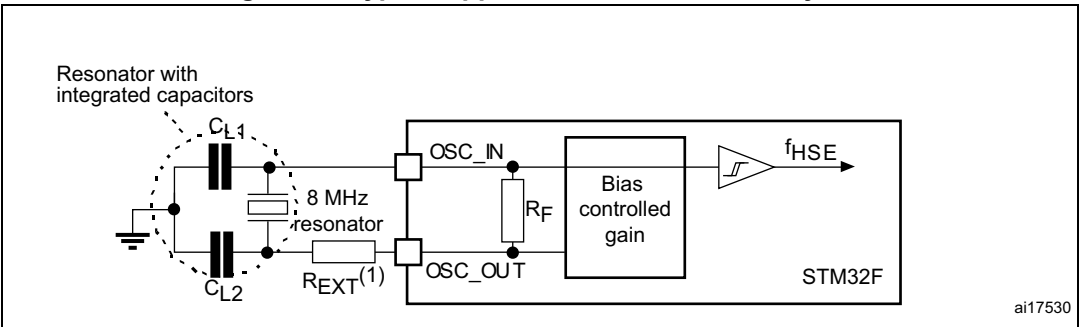 Resonator with
integrated capacitors
CL1
OSC_IN
fHSE
8 MHz
resonator
RF
Bias
controlled
gain
CL2
REXT(1)
OSC_OUT
STM32F
ai17530